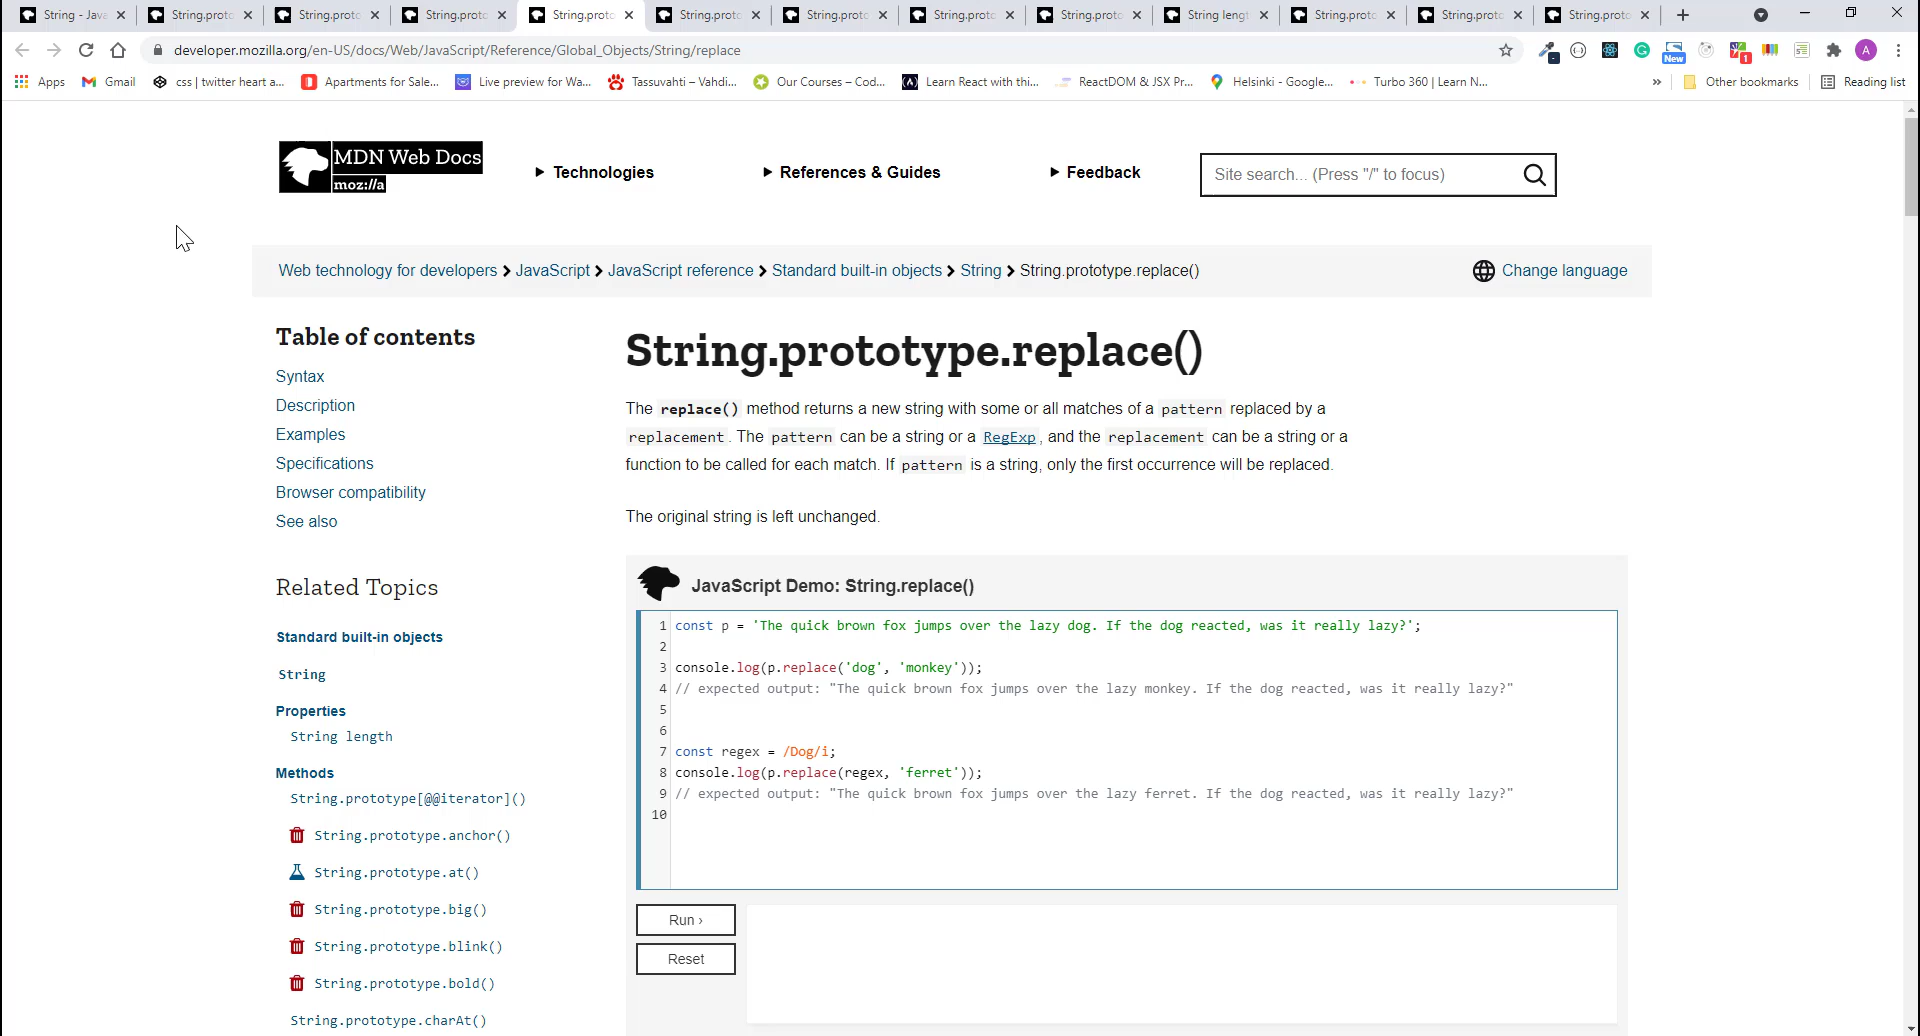 String - Java
String.proto
String.proto
String.proto
String.proto
String.proto
String.proto
String.proto
String.proto
String lengt
String.proto
String.proto
String.proto
developer.mozilla.org/en-US/docs/Web/JavaScript/Reference/Global_Objects/String/replace
New
1
A
Apps
Gmail
css | twitter heart a...
Apartments for Sale...
Live preview for Wa...
Tassuvahti – Vahdi...
Our Courses – Cod...
Learn React with thi...
ReactDOM & JSX Pr...
Helsinki - Google...
Turbo 360 | Learn N...
»
Other bookmarks
Reading list
MDN Web Docs
moz://a
Technologies
References & Guides
Feedback
Site search... (Press "/" to focus)
Web technology for developers > JavaScript > JavaScript reference > Standard built-in objects > String > String.prototype.replace()
Change language
Table of contents
Syntax
Description
Examples
Specifications
Browser compatibility
See also
Related Topics
Standard built-in objects
String
Properties
String length
Methods
String.prototype[@@iterator]()
String.prototype.anchor()
String.prototype.at()
String.prototype.big()
String.prototype.blink()
String.prototype.bold()
String.prototype.charAt()
String.prototype.replace()
The replace() method returns a new string with some or all matches of a pattern replaced by a
replacement. The pattern can be a string or a RegExp, and the replacement can be a string or a
function to be called for each match. If pattern is a string, only the first occurrence will be replaced.
The original string is left unchanged.
JavaScript Demo: String.replace()
1 const p = 'The quick brown fox jumps over the lazy dog. If the dog reacted, was it really lazy?';
2
3 console.log(p.replace('dog', 'monkey'));
4 // expected output: "The quick brown fox jumps over the lazy monkey. If the dog reacted, was it really lazy?"
5
6
7 const regex = /Dog/i;
8 console.log(p.replace(regex, 'ferret'));
9 // expected output: "The quick brown fox jumps over the lazy ferret. If the dog reacted, was it really lazy?"
10
Run ›
Reset